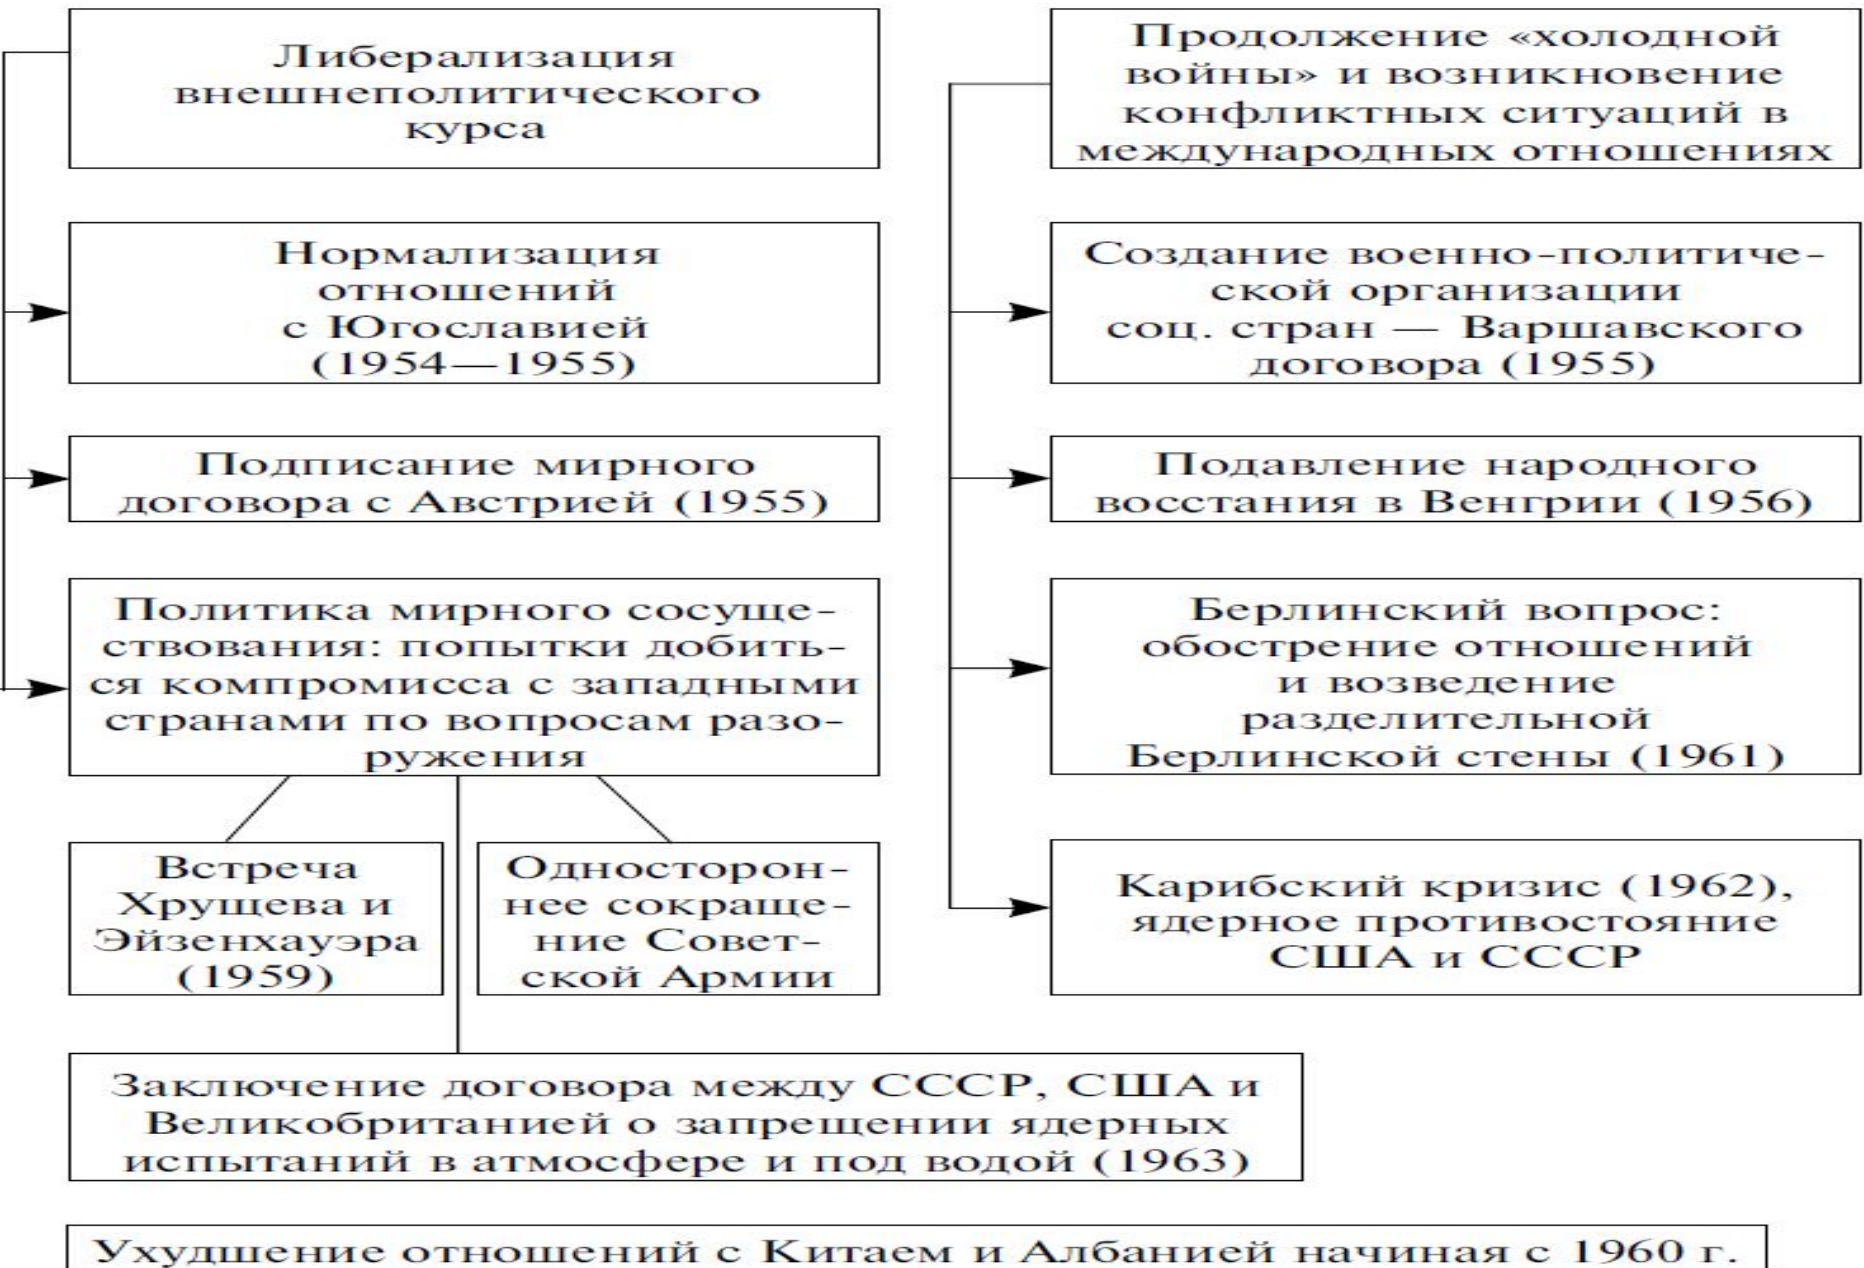 Либерализация
внешнеполитического
курса
Нормализация
отношений
с Югославией
(1954—1955)
Подписание мирного
договора с Австрией (1955)
Политика мирного сосуще-
ствования: попытки добить-
ся компромисса с западными
странами по вопросам разо-
ружения
Встреча
Хрущева и
Эйзенхауэра
(1959)
Односторон-
нее сокраще-
ние Совет-
ской Армии
Заключение договора между СССР, США и
Великобританией о запрещении ядерных
испытаний в атмосфере и под водой (1963)
Продолжение «холодной
войны» и возникновение
конфликтных ситуаций в
международных отношениях
Создание военно-политиче-
ской организации
соц. стран — Варшавского
договора (1955)
Подавление народного
восстания в Венгрии (1956)
Берлинский вопрос:
обострение отношений
и возведение
разделительной
Берлинской стены (1961)
Карибский кризис (1962),
ядерное противостояние
США и СССР
Ухудшение отношений с Китаем и Албанией начиная с 1960 г.